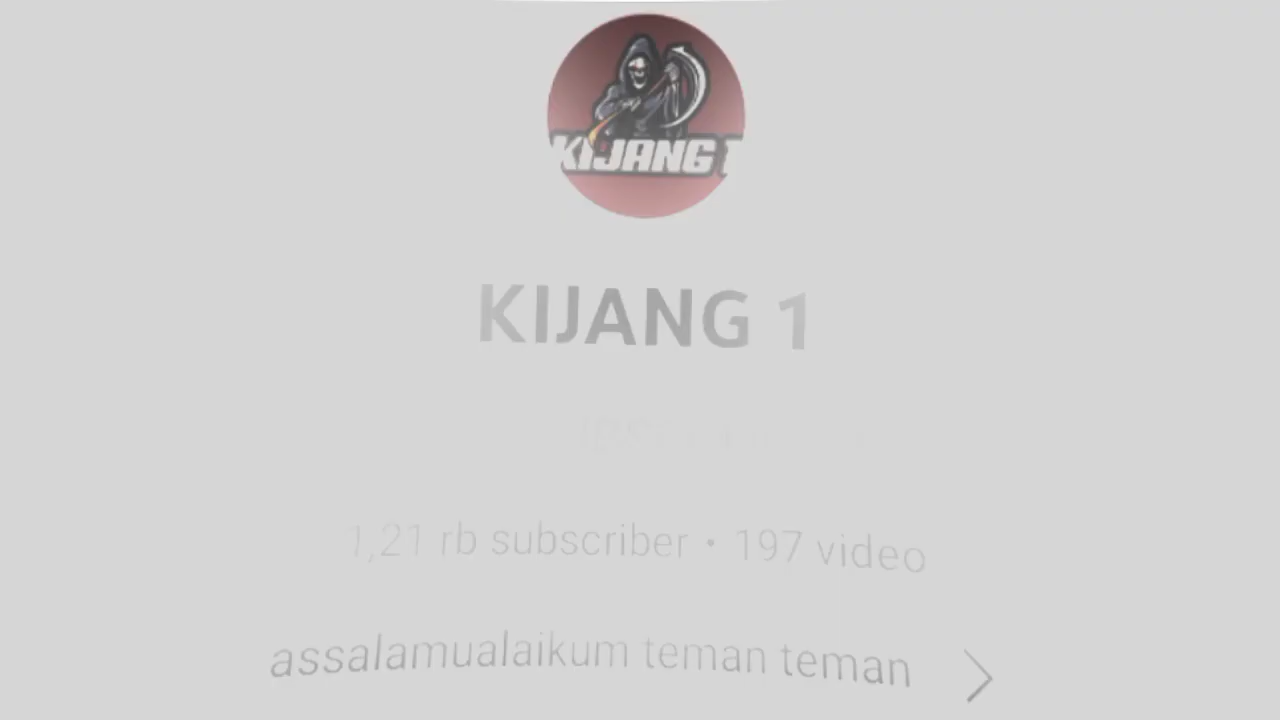 KIJANG
KIJANG 1
1,21 rb subscriber • 197 video
assalamualaikum teman teman